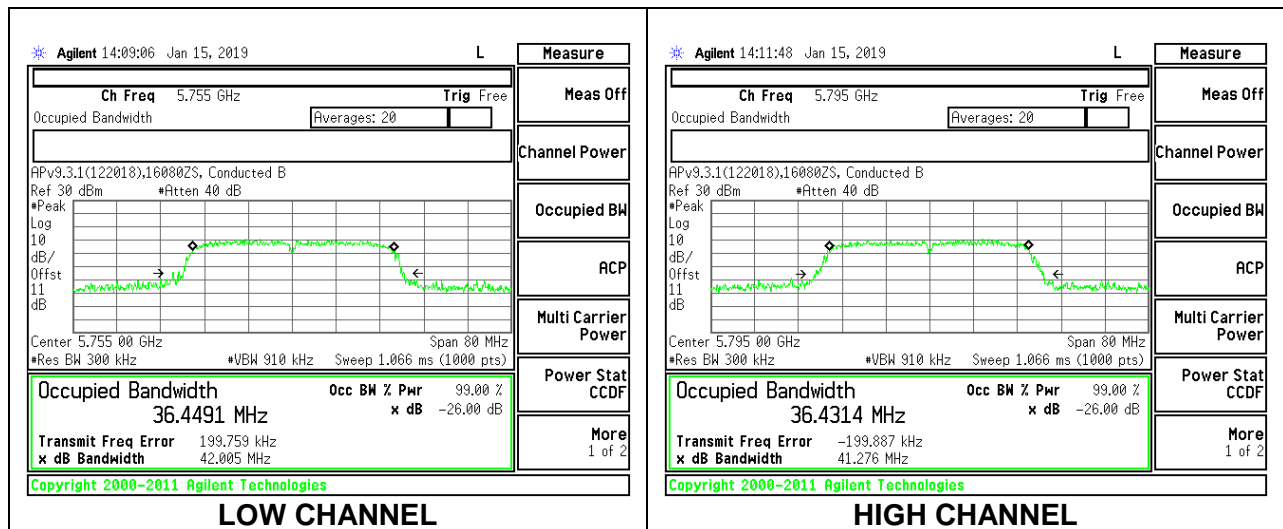 Agilent 14:09:06 Jan 15, 2019 L
Measure
Ch Freq 5.755 GHz Trig Free
Occupied Bandwidth Averages: 20
APv9.3.1(122018),16080ZS, Conducted B
Ref 30 dBm #Atten 40 dB
#Peak
Log
10
dB/
Offst
11
dB
Center 5.755 00 GHz Span 80 MHz
#Res BW 300 kHz #VBW 910 kHz Sweep 1.066 ms (1000 pts)
Occupied Bandwidth Occ BW % Pwr 99.00 %
36.4491 MHz x dB -26.00 dB
Transmit Freq Error 199.759 kHz
x dB Bandwidth 42.005 MHz
Copyright 2000-2011 Agilent Technologies
Meas Off
Channel Power
Occupied BW
ACP
Multi Carrier
Power
Power Stat
CCDF
More
1 of 2
LOW CHANNEL
Agilent 14:11:48 Jan 15, 2019 L
Measure
Ch Freq 5.795 GHz Trig Free
Occupied Bandwidth Averages: 20
APv9.3.1(122018),16080ZS, Conducted B
Ref 30 dBm #Atten 40 dB
#Peak
Log
10
dB/
Offst
11
dB
Center 5.795 00 GHz Span 80 MHz
#Res BW 300 kHz #VBW 910 kHz Sweep 1.066 ms (1000 pts)
Occupied Bandwidth Occ BW % Pwr 99.00 %
36.4314 MHz x dB -26.00 dB
Transmit Freq Error -199.887 kHz
x dB Bandwidth 41.276 MHz
Copyright 2000-2011 Agilent Technologies
Meas Off
Channel Power
Occupied BW
ACP
Multi Carrier
Power
Power Stat
CCDF
More
1 of 2
HIGH CHANNEL